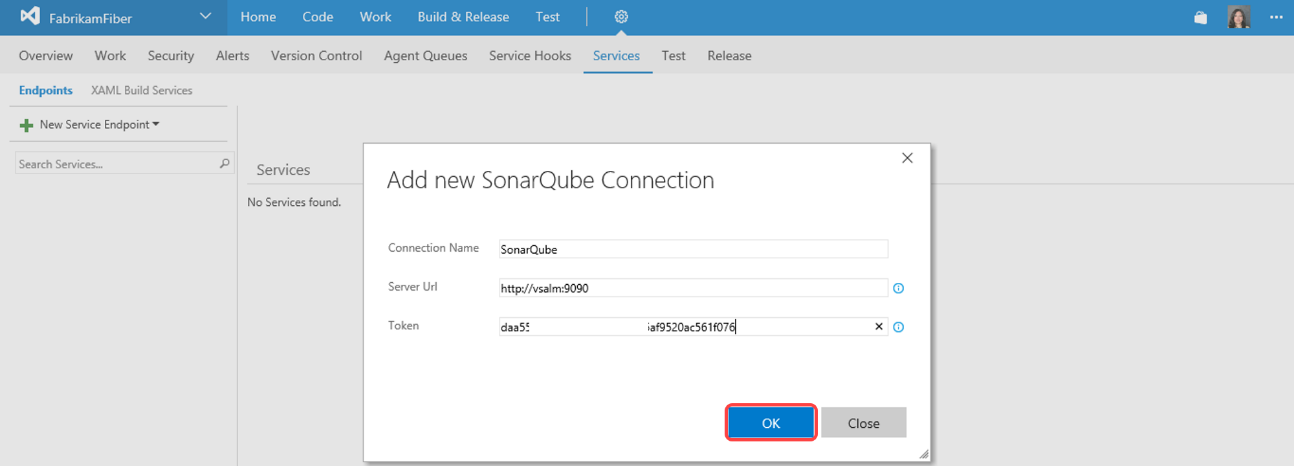 FabrikamFiber Home Code Work Build & Release Test
Overview Work Security Alerts Version Control Agent Queues Service Hooks Services Test Release
Endpoints XAML Build Services
New Service Endpoint
Search Services...
Services
No Services found.
Add new SonarQube Connection
Connection Name SonarQube
Server Url http://vsalm:9090
Token daa55 af9520ac561f076
OK Close